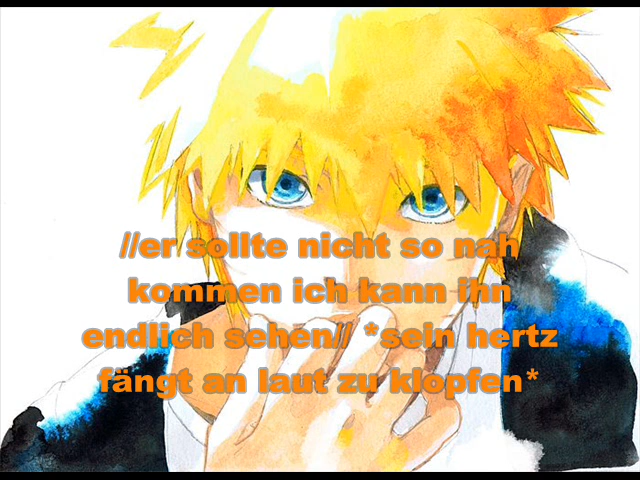 //er sollte nicht so nah
kommen ich kann ihn
endlich sehen// *sein hertz
fängt an laut zu klopfen*